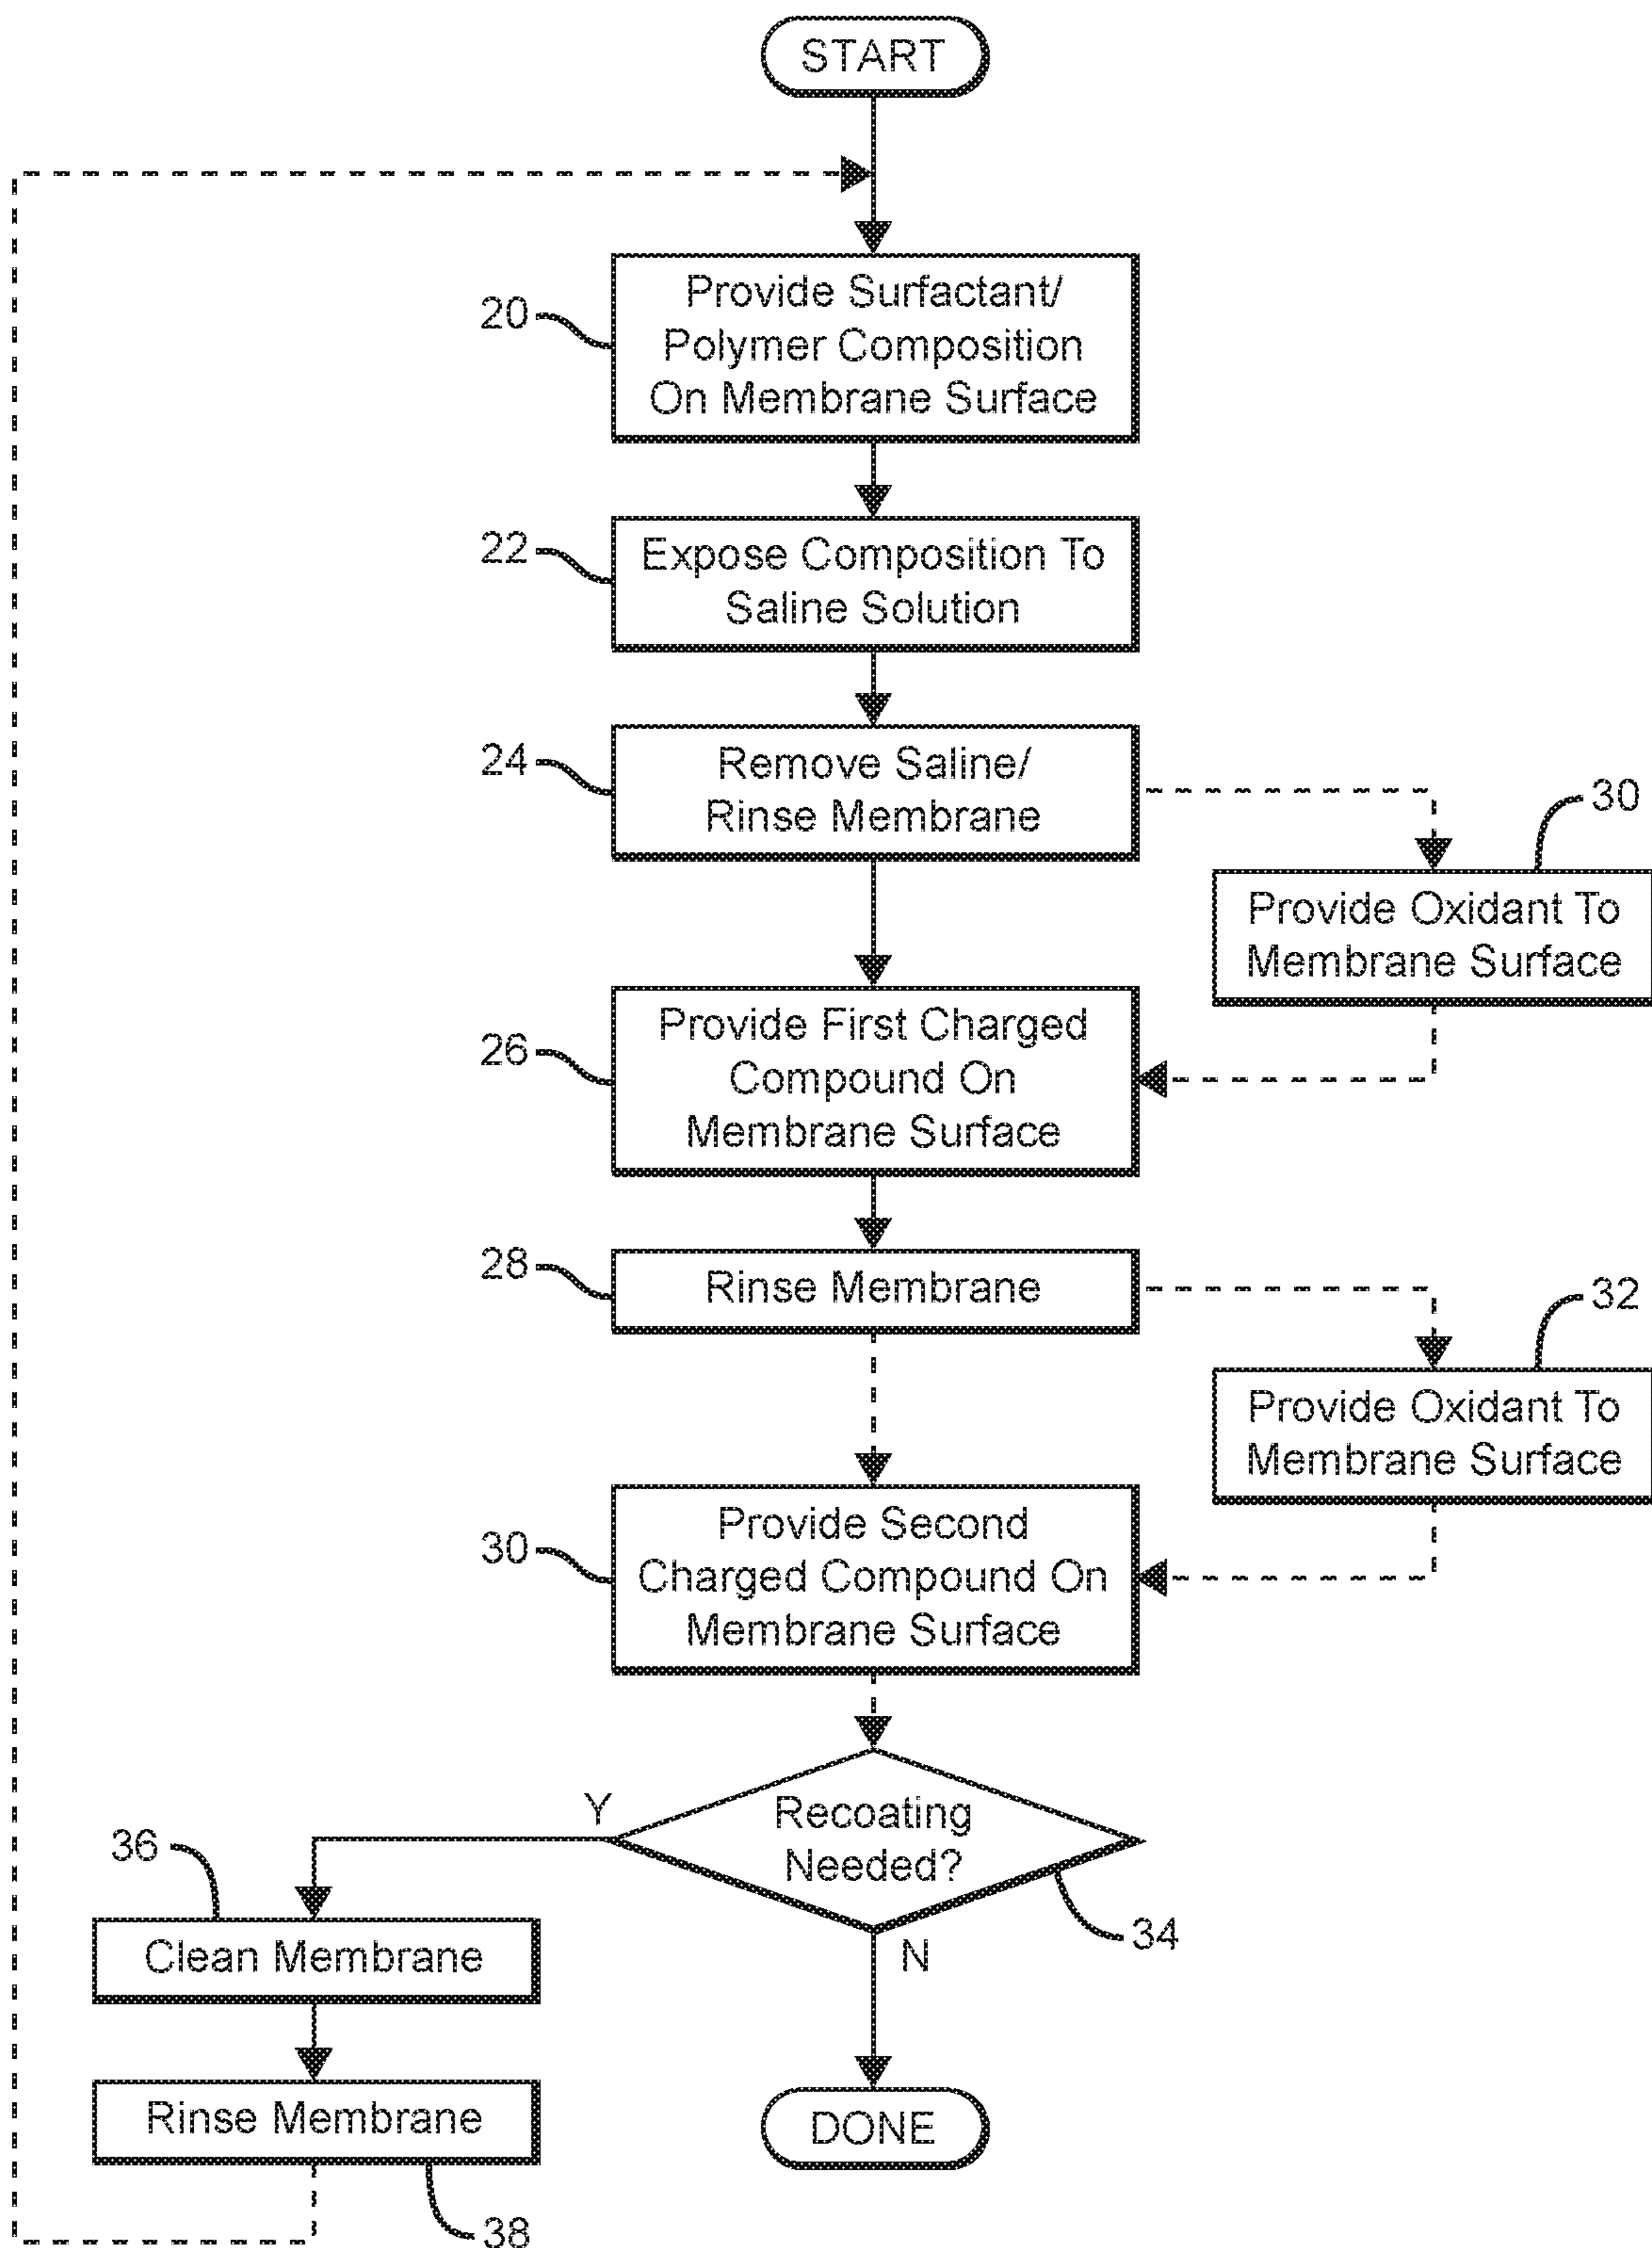 START
20
Provide Surfactant/
Polymer Composition
On Membrane Surface
22
Expose Composition To
Saline Solution
24
Remove Saline/
Rinse Membrane
30
Provide Oxidant To
Membrane Surface
26
Provide First Charged
Compound On
Membrane Surface
28
Rinse Membrane
32
Provide Oxidant To
Membrane Surface
30
Provide Second
Charged Compound On
Membrane Surface
Y
Recoating
Needed?
34
N
36
Clean Membrane
Rinse Membrane
38
DONE